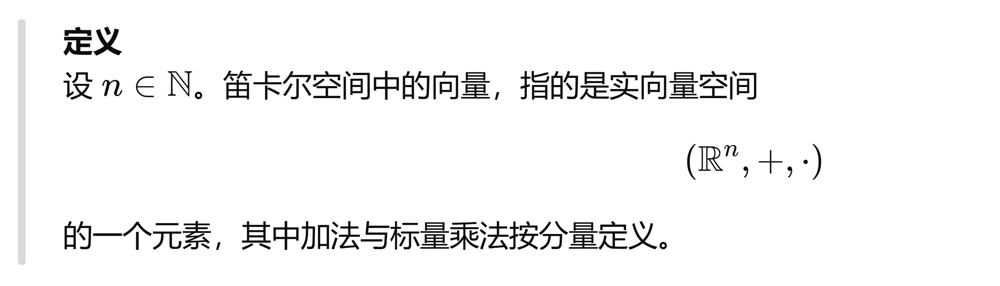 定义
设 n ∈ ℕ。笛卡尔空间中的向量，指的是实向量空间
(ℝⁿ, +, ·)
的一个元素，其中加法与标量乘法按分量定义。